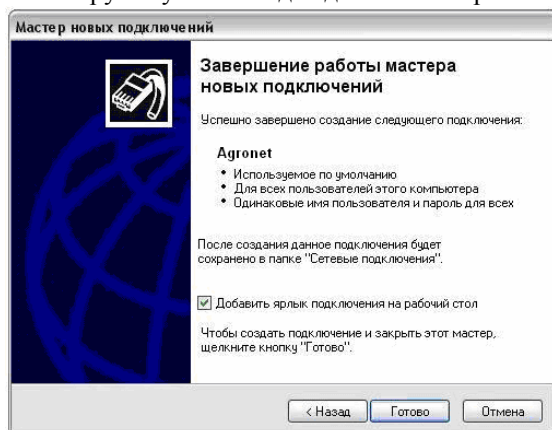 Мастер новых подключений
Завершение работы мастера
новых подключений
Успешно завершено создание следующего подключения:
Agronet
• Используемое по умолчанию
• Для всех пользователей этого компьютера
• Одинаковые имя пользователя и пароль для всех
После создания данное подключения будет
сохранено в папке "Сетевые подключения".
Добавить ярлык подключения на рабочий стол
Чтобы создать подключение и закрыть этот мастер,
щелкните кнопку "Готово".
< Назад Готово Отмена